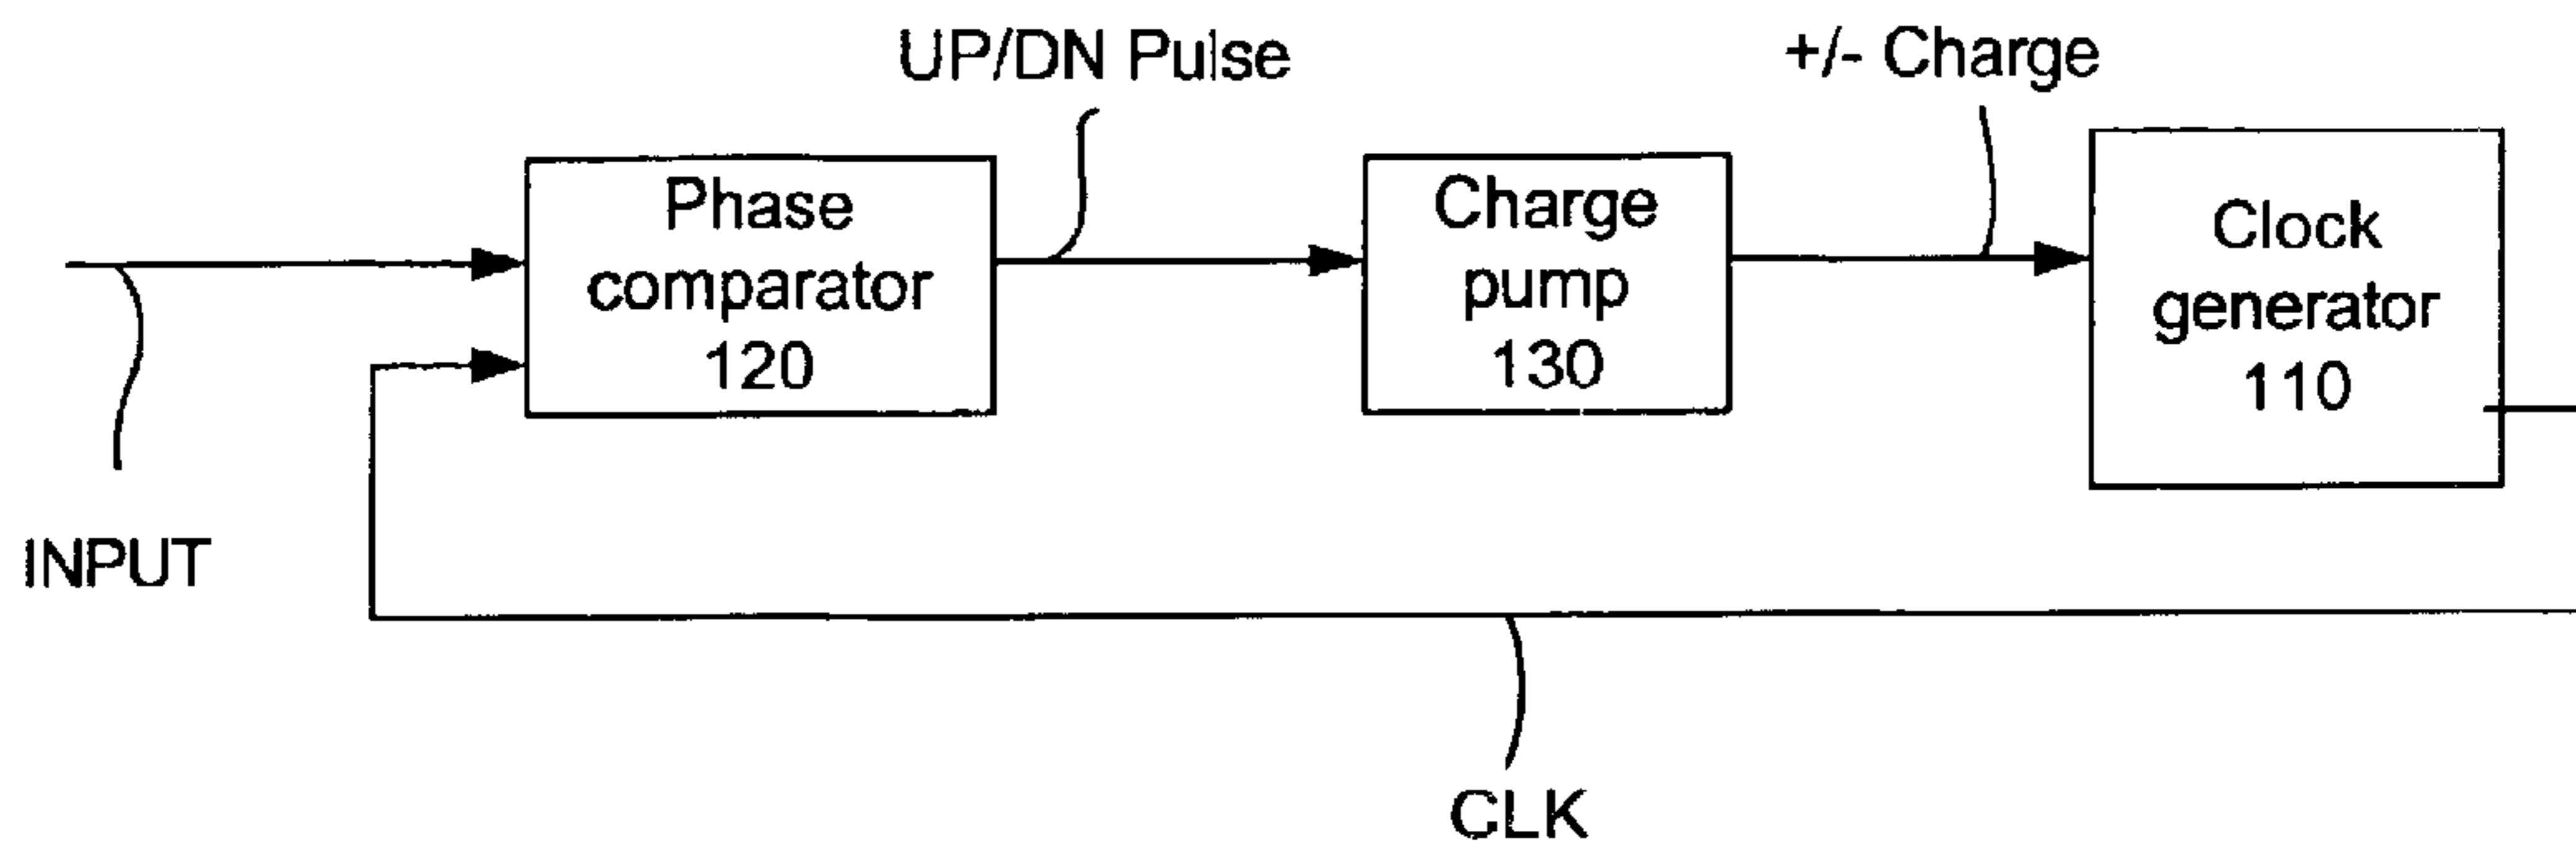 UP/DN Pulse
+/- Charge
Phase
comparator
120
Charge
pump
130
Clock
generator
110
INPUT
CLK